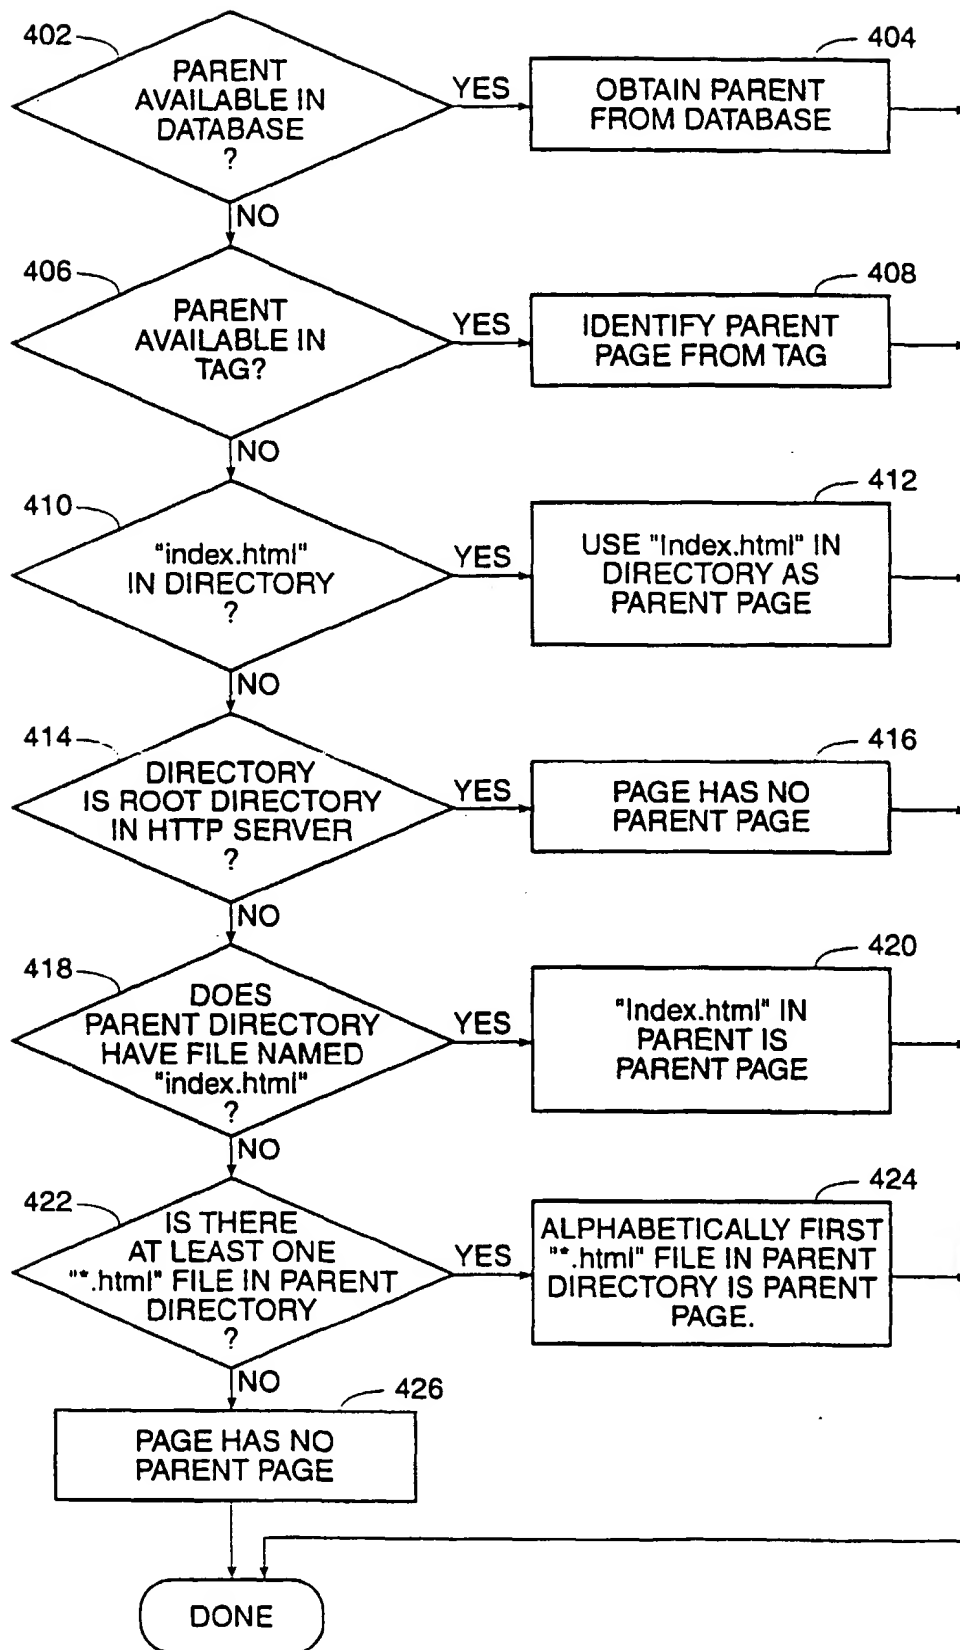 402
PARENT
AVAILABLE IN
DATABASE
?
YES
404
OBTAIN PARENT
FROM DATABASE
NO
406
PARENT
AVAILABLE IN
TAG?
YES
408
IDENTIFY PARENT
PAGE FROM TAG
NO
410
"index.html"
IN DIRECTORY
?
YES
412
USE "Index.html" IN
DIRECTORY AS
PARENT PAGE
NO
414
DIRECTORY
IS ROOT DIRECTORY
IN HTTP SERVER
?
YES
416
PAGE HAS NO
PARENT PAGE
NO
418
DOES
PARENT DIRECTORY
HAVE FILE NAMED
"index.html"
?
YES
420
"Index.html" IN
PARENT IS
PARENT PAGE
NO
422
IS THERE
AT LEAST ONE
"*.html" FILE IN PARENT
DIRECTORY
?
YES
424
ALPHABETICALLY FIRST
"*.html" FILE IN PARENT
DIRECTORY IS PARENT
PAGE.
NO
426
PAGE HAS NO
PARENT PAGE
DONE